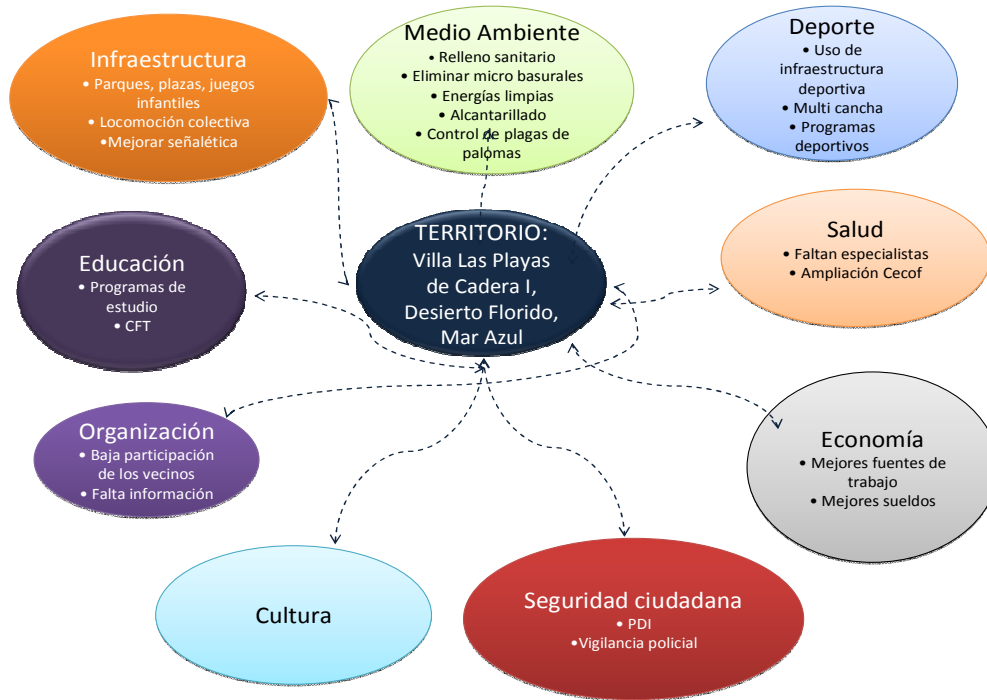 Infraestructura
• Parques, plazas, juegos
infantiles
• Locomoción colectiva
•Mejorar señalética
Medio Ambiente
• Relleno sanitario
• Eliminar micro basurales
• Energías limpias
• Alcantarillado
• Control de plagas de
palomas
Deporte
• Uso de
infraestructura
deportiva
• Multi cancha
• Programas
deportivos
Educación
• Programas de
estudio
• CFT
TERRITORIO:
Villa Las Playas
de Cadera I,
Desierto Florido,
Mar Azul
Salud
• Faltan especialistas
• Ampliación Cecof
Organización
• Baja participación
de los vecinos
• Falta información
Economía
• Mejores fuentes de
trabajo
• Mejores sueldos
Cultura
Seguridad ciudadana
• PDI
•Vigilancia policial